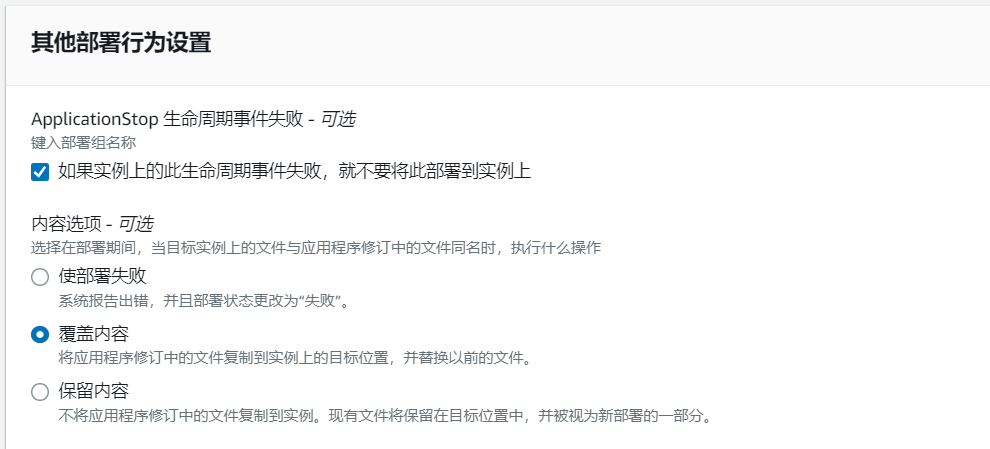 其他部署行为设置
ApplicationStop 生命周期事件失败 - 可选
键入部署组名称
如果实例上的此生命周期事件失败，就不要将此部署到实例上
内容选项 - 可选
选择在部署期间，当目标实例上的文件与应用程序修订中的文件同名时，执行什么操作
使部署失败
系统报告出错，并且部署状态更改为“失败”。
覆盖内容
将应用程序修订中的文件复制到实例上的目标位置，并替换以前的文件。
保留内容
不将应用程序修订中的文件复制到实例。现有文件将保留在目标位置中，并被视为新部署的一部分。